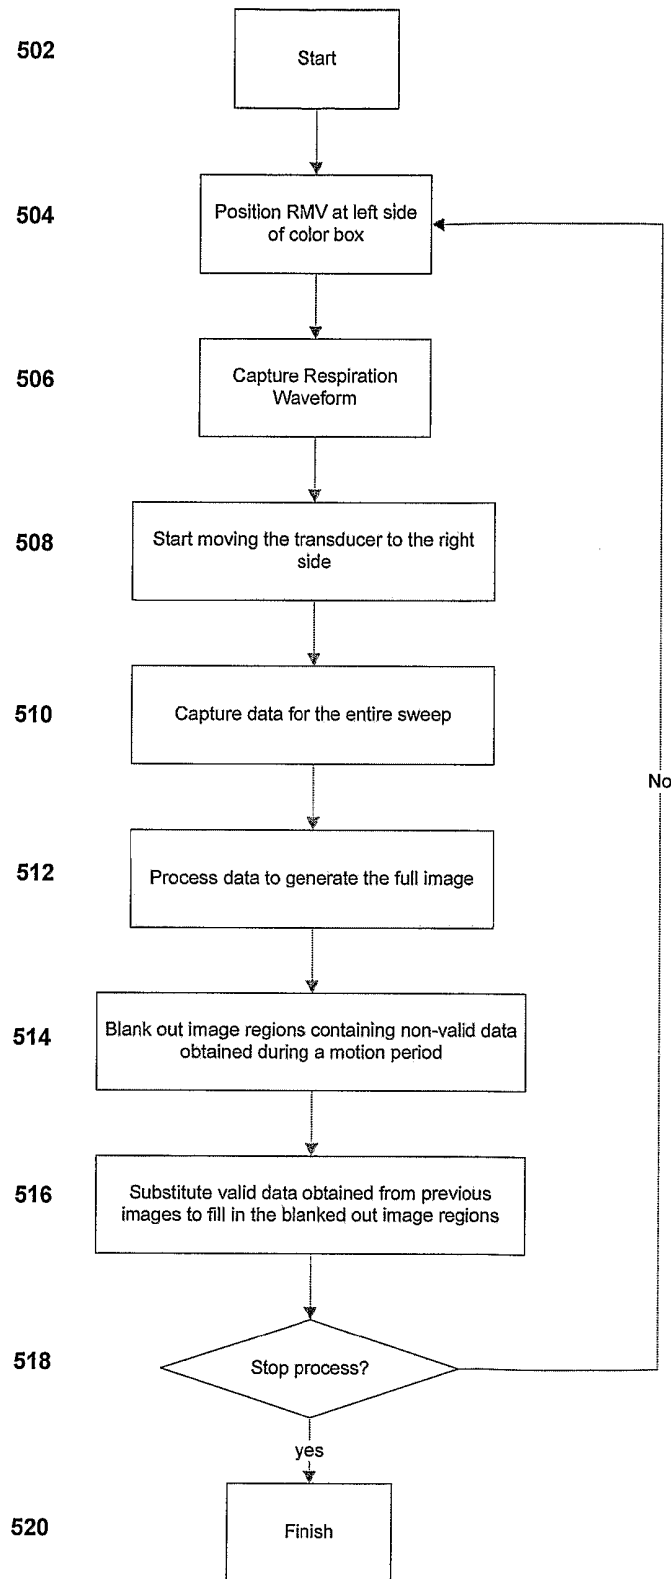 502
Start
504
Position RMV at left side
of color box
506
Capture Respiration
Waveform
508
Start moving the transducer to the right
side
510
Capture data for the entire sweep
No
512
Process data to generate the full image
514
Blank out image regions containing non-valid data
obtained during a motion period
516
Substitute valid data obtained from previous
images to fill in the blanked out image regions
518
Stop process?
yes
520
Finish